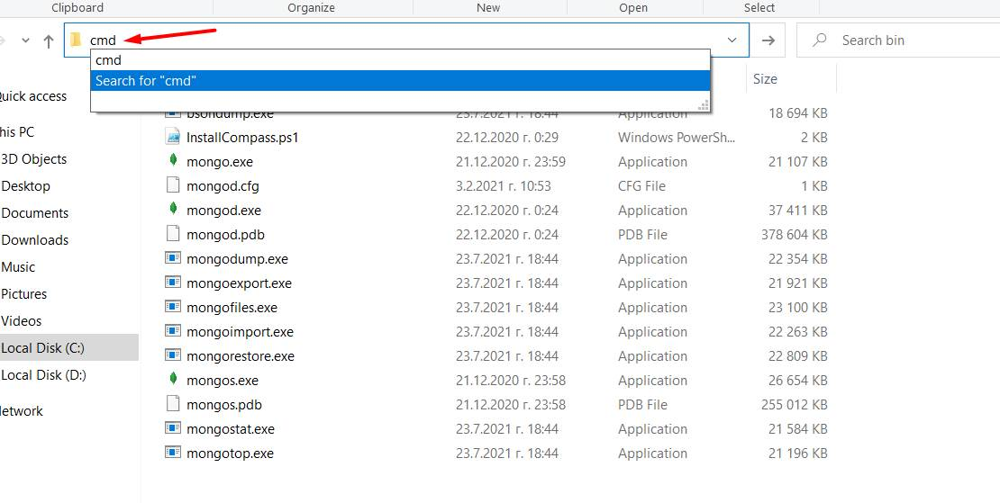 Clipboard Organize New Open Select
cmd
Search bin
cmd
Search for "cmd"
Size
Quick access
bsondump.exe 23.7.2021 г. 18:44 Application 18 694 KB
This PC
InstallCompass.ps1 22.12.2020 г. 0:29 Windows PowerSh... 2 KB
3D Objects
mongo.exe 21.12.2020 г. 23:59 Application 21 107 KB
Desktop
mongod.cfg 3.2.2021 г. 10:53 CFG File 1 KB
Documents
mongod.exe 22.12.2020 г. 0:24 Application 37 411 KB
Downloads
mongod.pdb 22.12.2020 г. 0:24 PDB File 378 604 KB
Music
mongodump.exe 23.7.2021 г. 18:44 Application 22 354 KB
Pictures
mongoexport.exe 23.7.2021 г. 18:44 Application 21 921 KB
Videos
mongofiles.exe 23.7.2021 г. 18:44 Application 23 100 KB
Local Disk (C:)
mongoimport.exe 23.7.2021 г. 18:44 Application 22 263 KB
Local Disk (D:)
mongorestore.exe 23.7.2021 г. 18:44 Application 22 809 KB
mongos.exe 21.12.2020 г. 23:58 Application 26 654 KB
Network
mongos.pdb 21.12.2020 г. 23:58 PDB File 255 012 KB
mongostat.exe 23.7.2021 г. 18:44 Application 21 584 KB
mongotop.exe 23.7.2021 г. 18:44 Application 21 196 KB